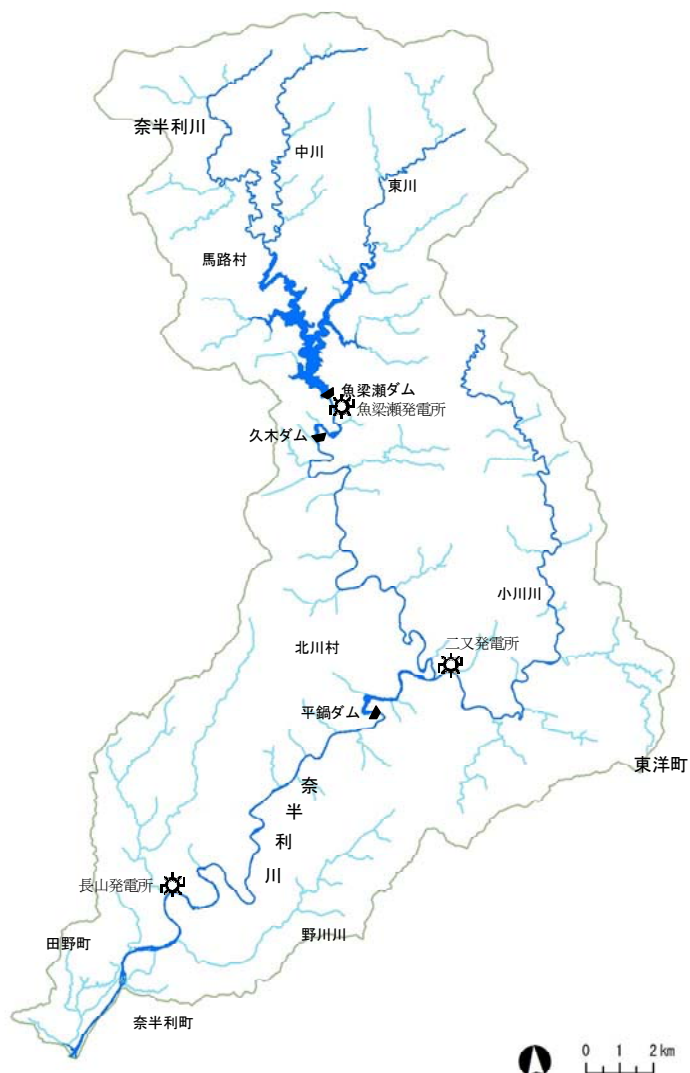 奈半利川
中川
東川
馬路村
魚梁瀬ダム
魚梁瀬発電所
久木ダム
小川川
北川村
二又発電所
平鍋ダム
東洋町
奈半利川
長山発電所
野川川
田野町
奈半利町
0 1 2km